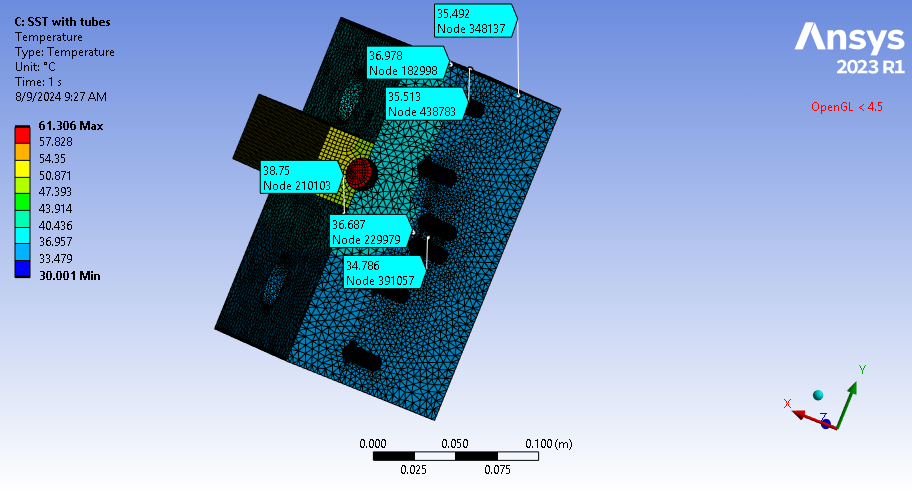 C: SST with tubes
Temperature
Type: Temperature
Unit: °C
Time: 1 s
8/9/2024 9:27 AM
61.306 Max
57.828
54.35
50.871
47.393
43.914
40.436
36.957
33.479
30.001 Min
35.492
Node 348137
36.978
Node 182998
35.513
Node 438783
38.75
Node 210103
36.687
Node 229979
34.786
Node 391057
Ansys
2023 R1
OpenGL < 4.5
Y
X
Z
0.000
0.050
0.100 (m)
0.025
0.075